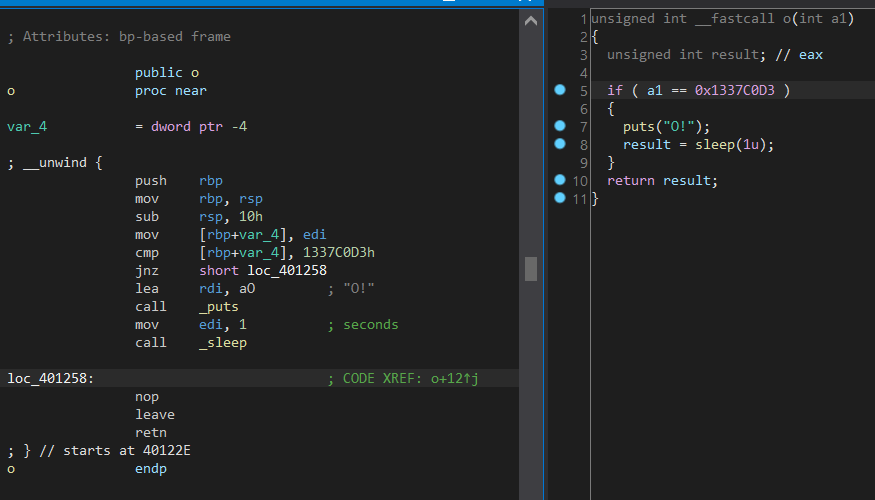 ; Attributes: bp-based frame
public o
o proc near
var_4 = dword ptr -4
; __unwind {
push rbp
mov rbp, rsp
sub rsp, 10h
mov [rbp+var_4], edi
cmp [rbp+var_4], 1337C0D3h
jnz short loc_401258
lea rdi, aO ; "O!"
call _puts
mov edi, 1 ; seconds
call _sleep
loc_401258: ; CODE XREF: o+12↑j
nop
leave
retn
; } // starts at 40122E
o endp
1 unsigned int __fastcall o(int a1)
2 {
3 unsigned int result; // eax
4
5 if ( a1 == 0x1337C0D3 )
6 {
7 puts("O!");
8 result = sleep(1u);
9 }
10 return result;
11 }